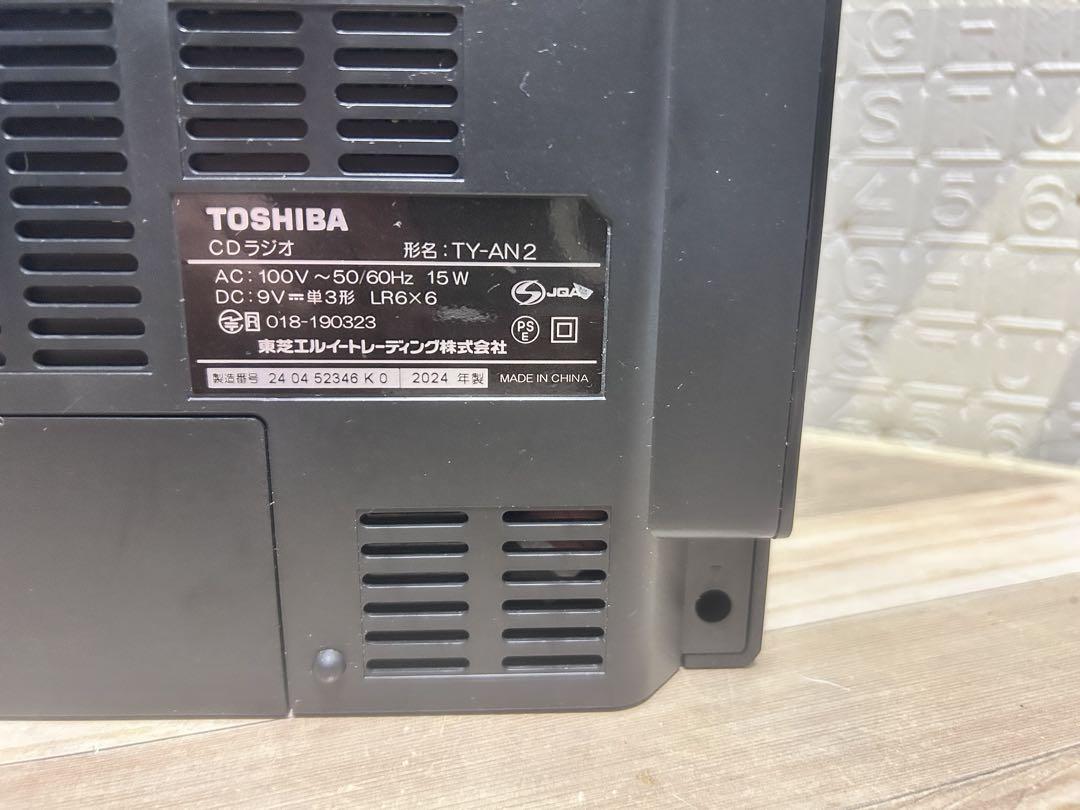 TOSHIBA
CDラジオ 形名：TY-AN2
AC：100V～50/60Hz 15W
DC：9V⎓単3形 LR6×6
JQA
R 018-190323
PS E
東芝エルイートレーディング株式会社
製造番号 24 04 52346 K 0 2024 年製 MADE IN CHINA
G
S
4 5 6